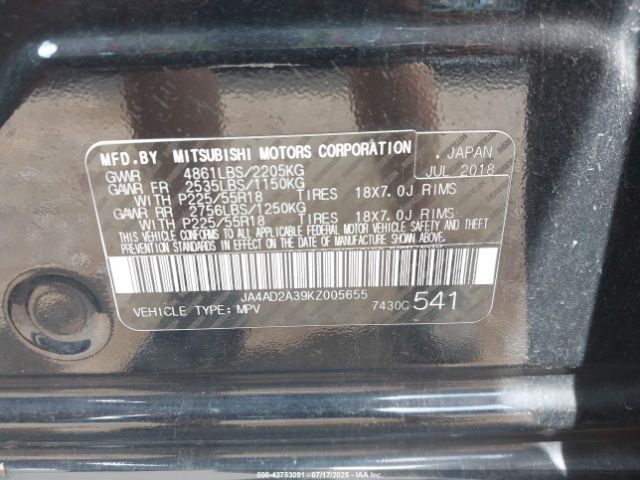 MFD.BY MITSUBISHI MOTORS CORPORATION , JAPAN
GVWR 4861LBS/2205KG JUL 2018
GAWR FR 2535LBS/1150KG
WITH P225/55R18 TIRES 18X7.0J RIMS
GAWR RR 2756LBS/1250KG
WITH P225/55R18 TIRES 18X7.0J RIMS
THIS VEHICLE CONFORMS TO ALL APPLICABLE FEDERAL MOTOR VEHICLE SAFETY BUMPER AND THEFT
PREVENTION STANDARDS IN EFFECT ON THE DATE OF MANUFACTURE SHOWN ABOVE.
JA4AD2A39KZ005655
VEHICLE TYPE: MPV 7430C 541
000-42753091 - 07/17/2025 - IAAI.COM